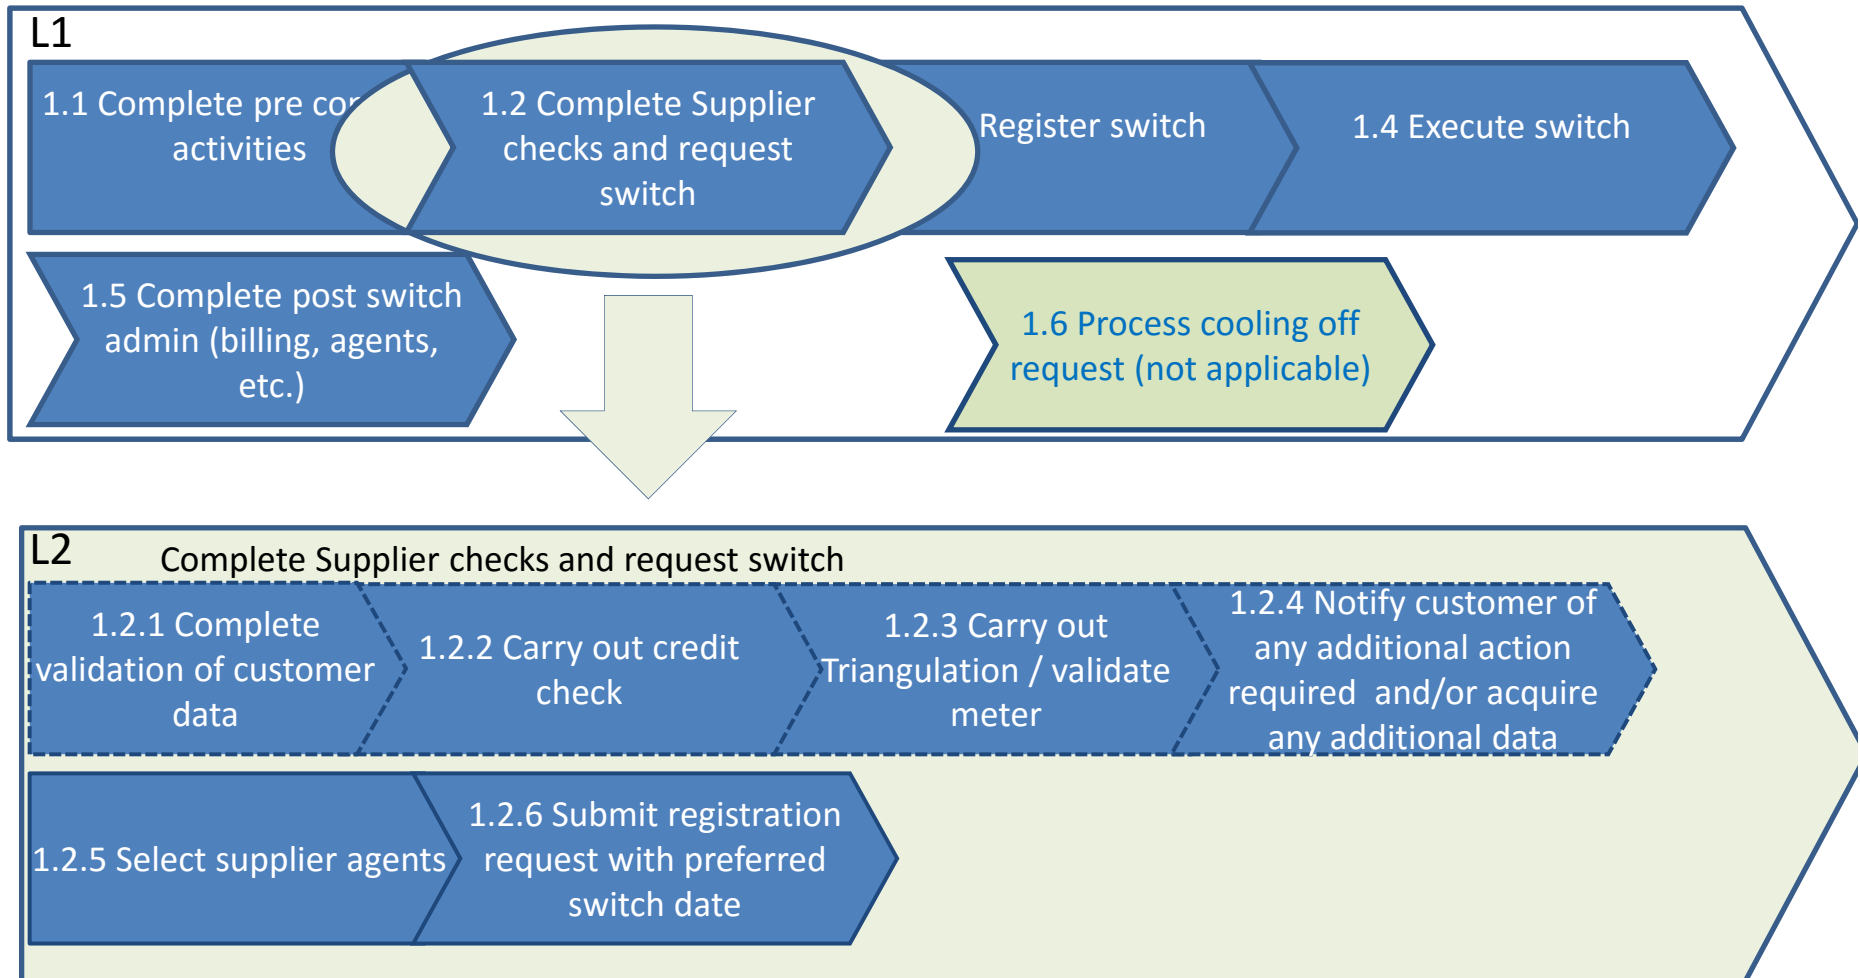 L1
1.1 Complete pre
activities
1.2 Complete Supplier
checks and request
switch
Register switch
1.4 Execute switch
1.5 Complete post switch
admin (billing, agents,
etc.)
1.6 Process cooling off
request (not applicable)
L2
Complete Supplier checks and request switch
1.2.1 Complete
validation of customer
data
1.2.2 Carry out credit
check
1.2.3 Carry out
Triangulation / validate
meter
1.2.4 Notify customer of
any additional action
required and/or acquire
any additional data
1.2.5 Select supplier agents
1.2.6 Submit registration
request with preferred
switch date